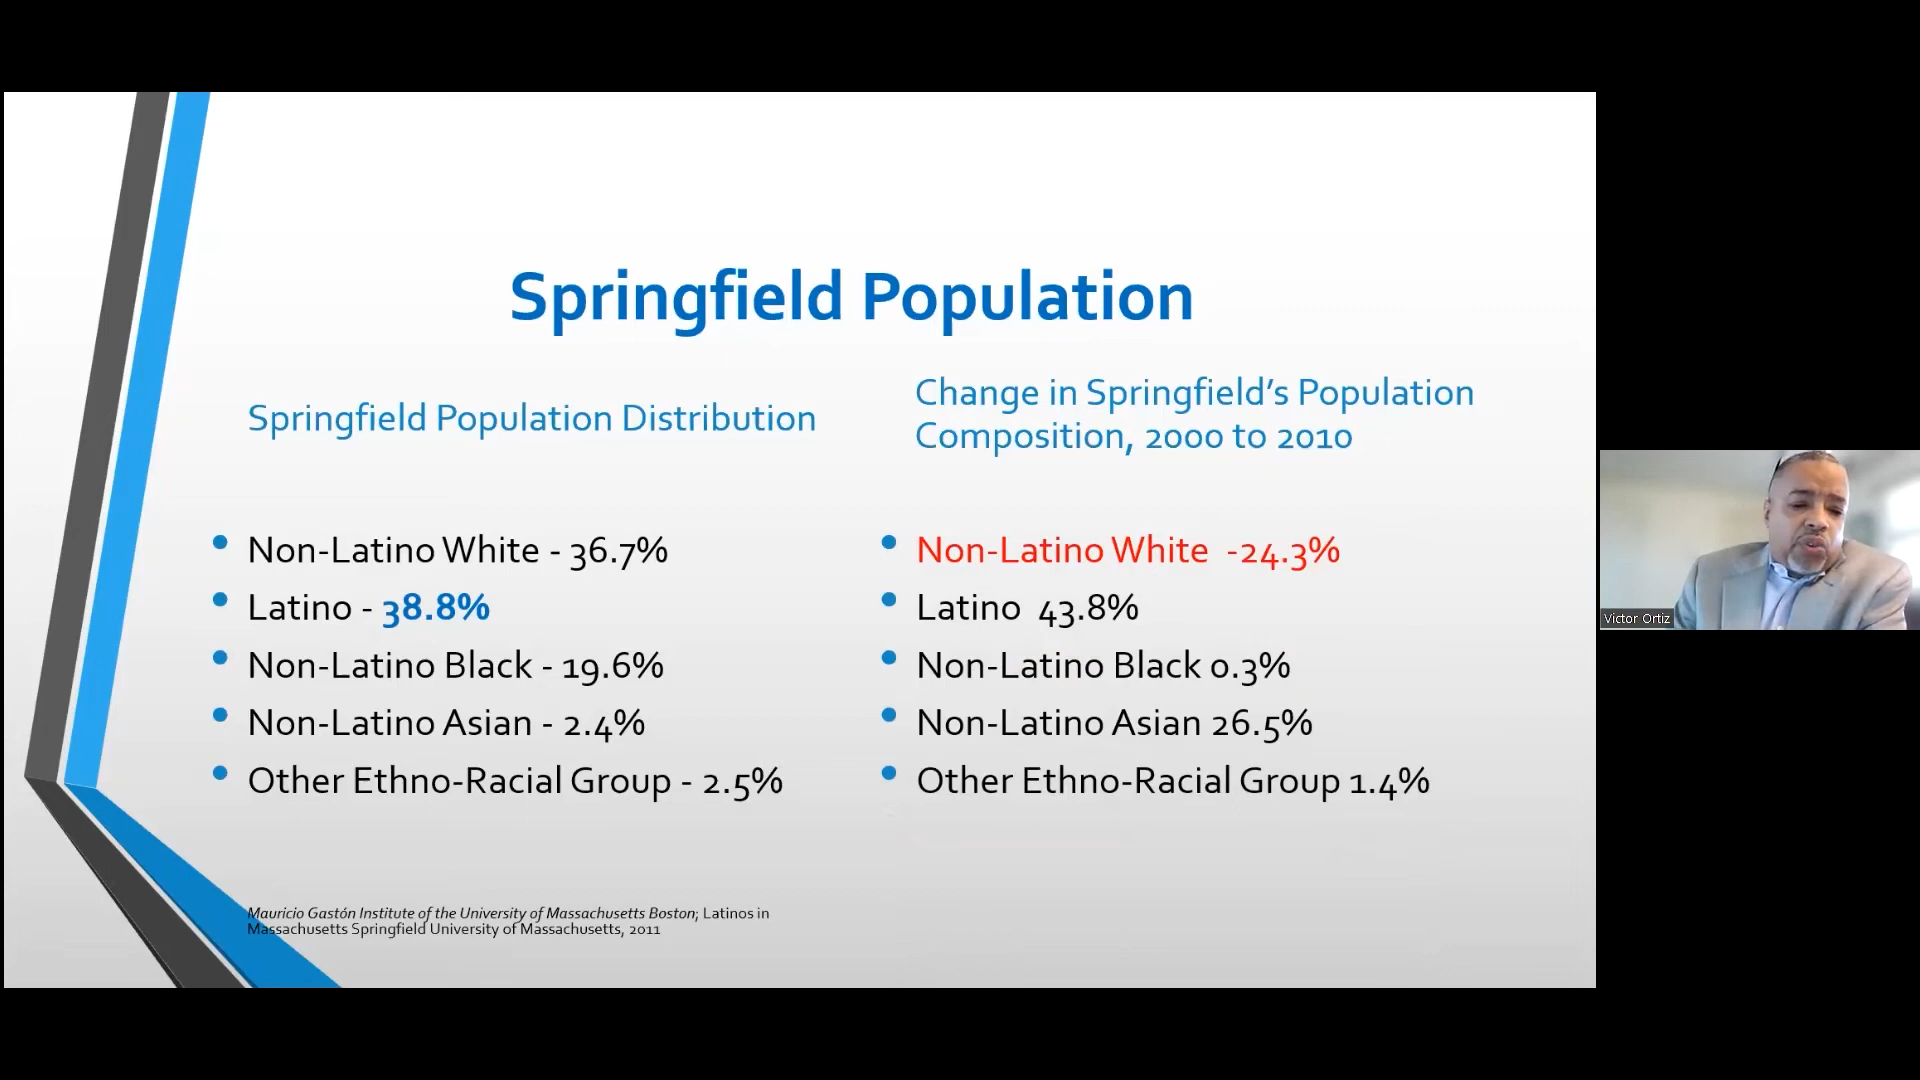 Springfield Population
Springfield Population Distribution
• Non-Latino White - 36.7%
• Latino - 38.8%
• Non-Latino Black - 19.6%
• Non-Latino Asian - 2.4%
• Other Ethno-Racial Group - 2.5%
Change in Springfield’s Population
Composition, 2000 to 2010
• Non-Latino White -24.3%
• Latino 43.8%
• Non-Latino Black 0.3%
• Non-Latino Asian 26.5%
• Other Ethno-Racial Group 1.4%
Mauricio Gastón Institute of the University of Massachusetts Boston; Latinos in
Massachusetts Springfield University of Massachusetts, 2011
Victor Ortiz